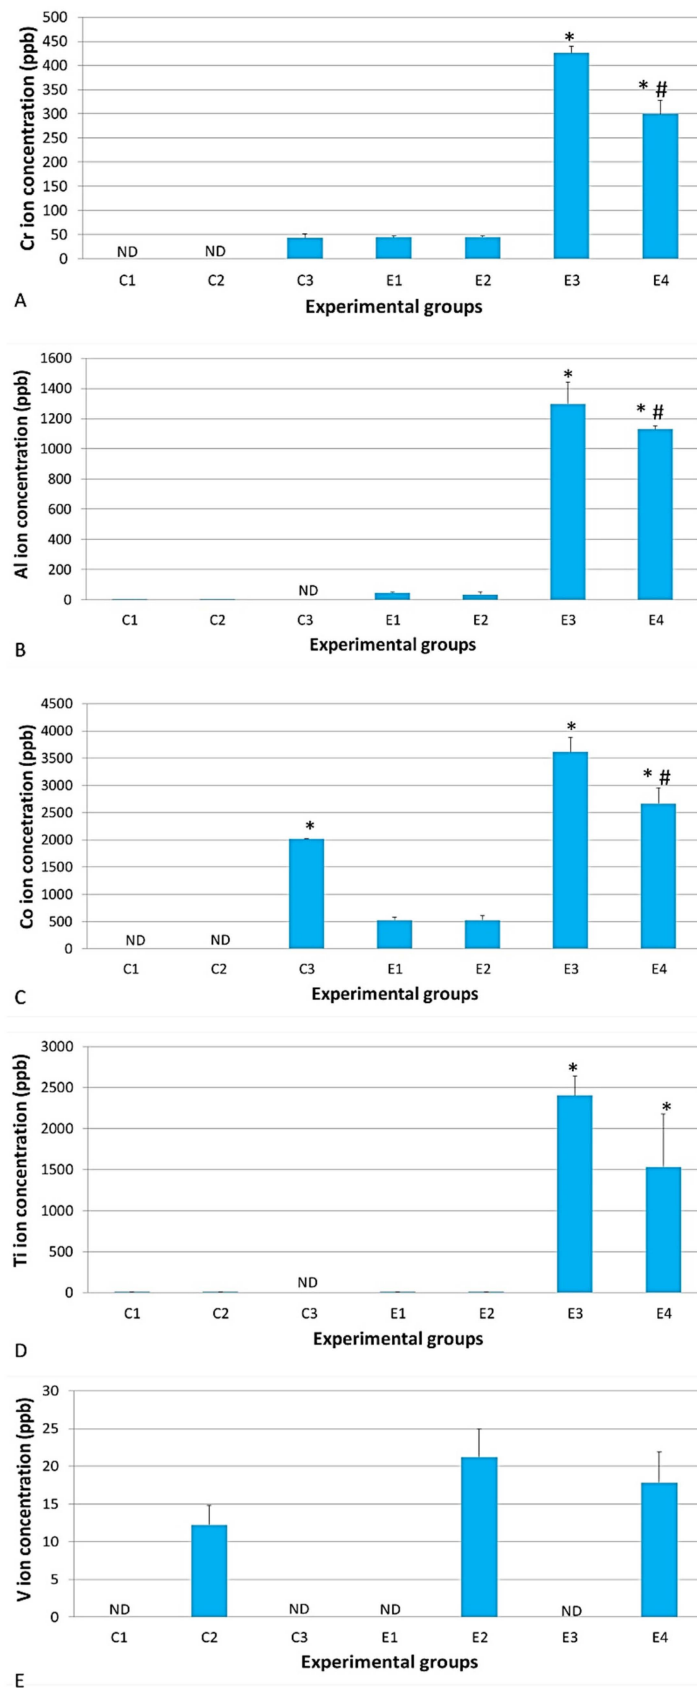 Cr ion concentration (ppb)
500
450
400
350
300
250
200
150
100
50
0
*
* #
ND ND
C1 C2 C3 E1 E2 E3 E4
Experimental groups
A
Al ion concentration (ppb)
1600
1400
1200
1000
800
600
400
200
0
*
* #
ND
C1 C2 C3 E1 E2 E3 E4
Experimental groups
B
Co ion concetration (ppb)
4500
4000
3500
3000
2500
2000
1500
1000
500
0
*
* #
*
ND ND
C1 C2 C3 E1 E2 E3 E4
Experimental groups
C
Ti ion concentration (ppb)
3000
2500
2000
1500
1000
500
0
*
*
ND
C1 C2 C3 E1 E2 E3 E4
Experimental groups
D
V ion concentration (ppb)
30
25
20
15
10
5
0
ND ND ND ND
C1 C2 C3 E1 E2 E3 E4
Experimental groups
E